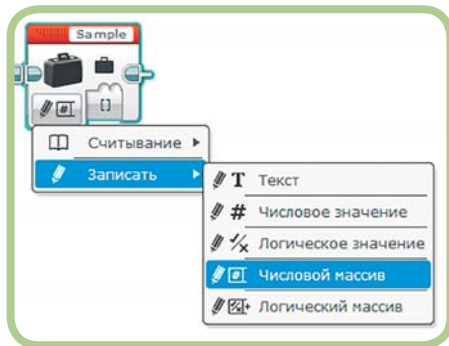 Sample
Считывание
Записать
T Текст
# Числовое значение
Логическое значение
Числовой массив
Логический массив